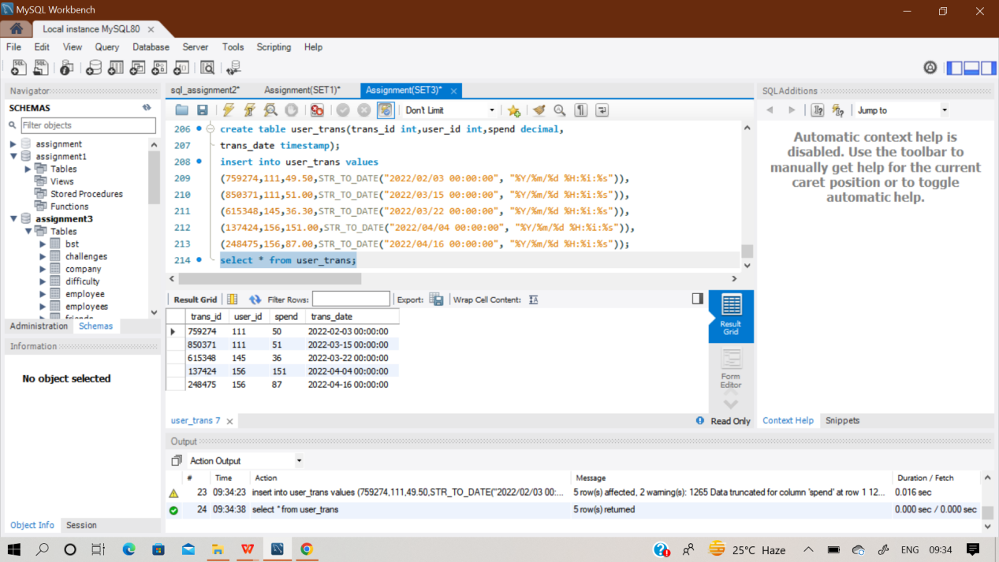 MySQL Workbench
Local instance MySQL80
File Edit View Query Database Server Tools Scripting Help
Navigator
SCHEMAS
Filter objects
assignment
assignment1
Tables
Views
Stored Procedures
Functions
assignment3
Tables
bst
challenges
company
difficulty
employee
employees
Administration Schemas
Information
No object selected
Object Info Session
sql_assignment2* Assignment(SET1)* Assignment(SET3)*
Don't Limit
206 create table user_trans(trans_id int,user_id int,spend decimal,
207 trans_date timestamp);
208 insert into user_trans values
209 (759274,111,49.50,STR_TO_DATE("2022/02/03 00:00:00", "%Y/%m/%d %H:%i:%s")),
210 (850371,111,51.00,STR_TO_DATE("2022/03/15 00:00:00", "%Y/%m/%d %H:%i:%s")),
211 (615348,145,36.30,STR_TO_DATE("2022/03/22 00:00:00", "%Y/%m/%d %H:%i:%s")),
212 (137424,156,151.00,STR_TO_DATE("2022/04/04 00:00:00", "%Y/%m/%d %H:%i:%s")),
213 (248475,156,87.00,STR_TO_DATE("2022/04/16 00:00:00", "%Y/%m/%d %H:%i:%s"));
214 select * from user_trans;
Result Grid Filter Rows: Export: Wrap Cell Content:
trans_id user_id spend trans_date
759274 111 50 2022-02-03 00:00:00
850371 111 51 2022-03-15 00:00:00
615348 145 36 2022-03-22 00:00:00
137424 156 151 2022-04-04 00:00:00
248475 156 87 2022-04-16 00:00:00
Result
Grid
Form
Editor
user_trans 7
Read Only
SQLAdditions
Jump to
Automatic context help is
disabled. Use the toolbar to
manually get help for the current
caret position or to toggle
automatic help.
Context Help Snippets
Output
Action Output
# Time Action Message Duration / Fetch
23 09:34:23 insert into user_trans values (759274,111,49.50,STR_TO_DATE("2022/02/03 00:... 5 row(s) affected, 2 warning(s): 1265 Data truncated for column 'spend' at row 1 12... 0.016 sec
24 09:34:38 select * from user_trans 5 row(s) returned 0.000 sec / 0.000 sec
25°C Haze ENG 09:34